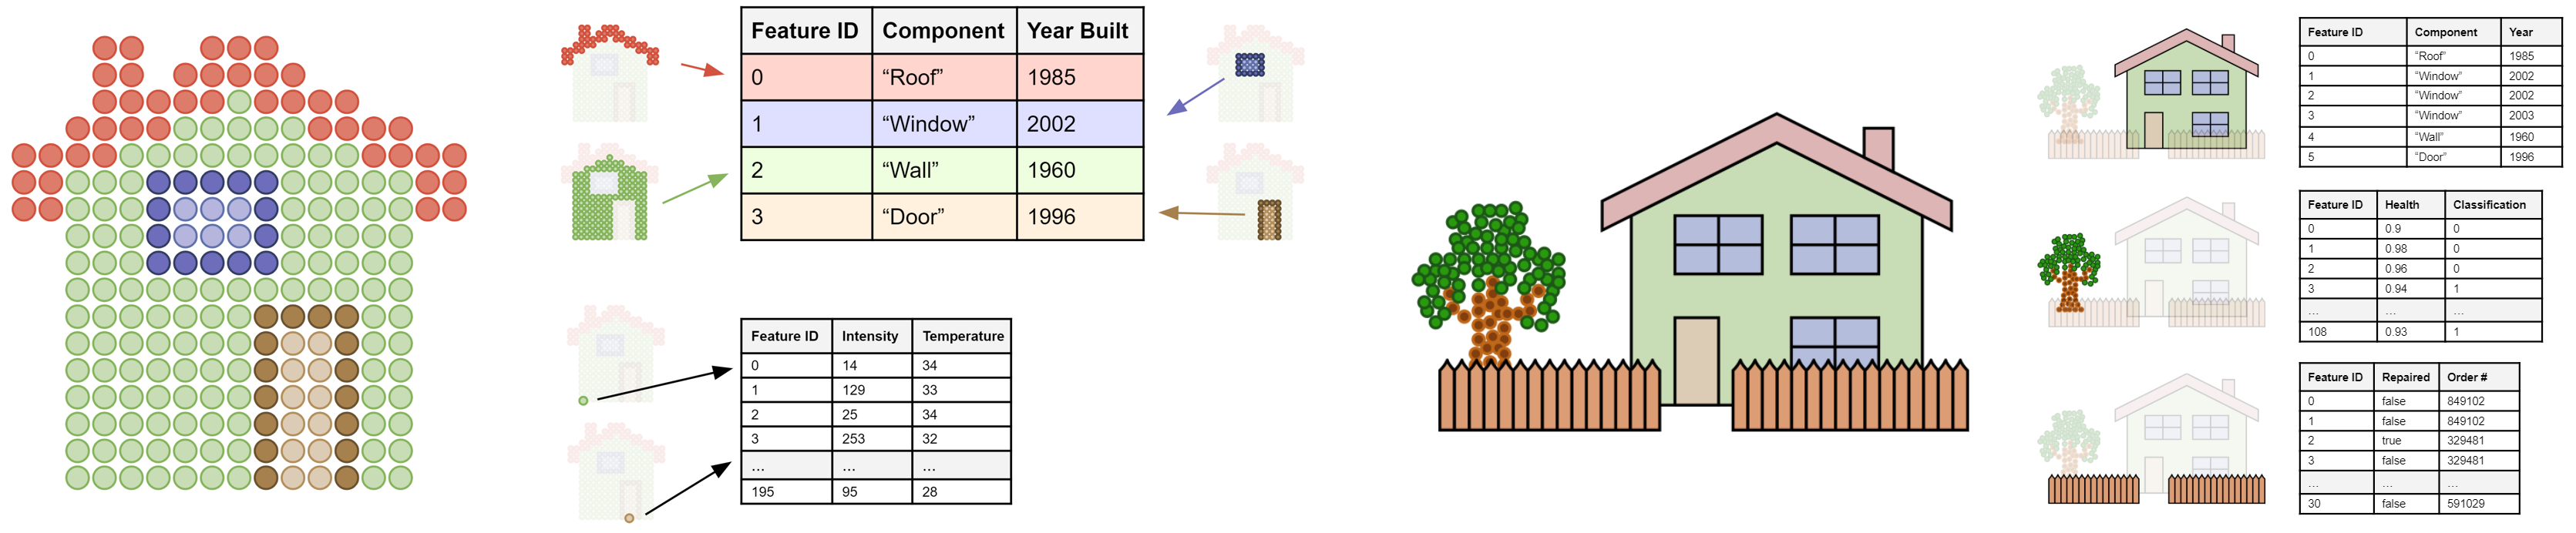 Feature ID Component Year Built
0 “Roof” 1985
1 “Window” 2002
2 “Wall” 1960
3 “Door” 1996
Feature ID Intensity Temperature
0 14 34
1 129 33
2 25 34
3 253 32
... ... ...
195 95 28
Feature ID Component Year
0 “Roof” 1985
1 “Window” 2002
2 “Window” 2002
3 “Window” 2003
4 “Wall” 1960
5 “Door” 1996
Feature ID Health Classification
0 0.9 0
1 0.98 0
2 0.96 0
3 0.94 1
... ... ...
108 0.93 1
Feature ID Repaired Order #
0 false 849102
1 false 849102
2 true 329481
3 false 329481
... ... ...
30 false 591029